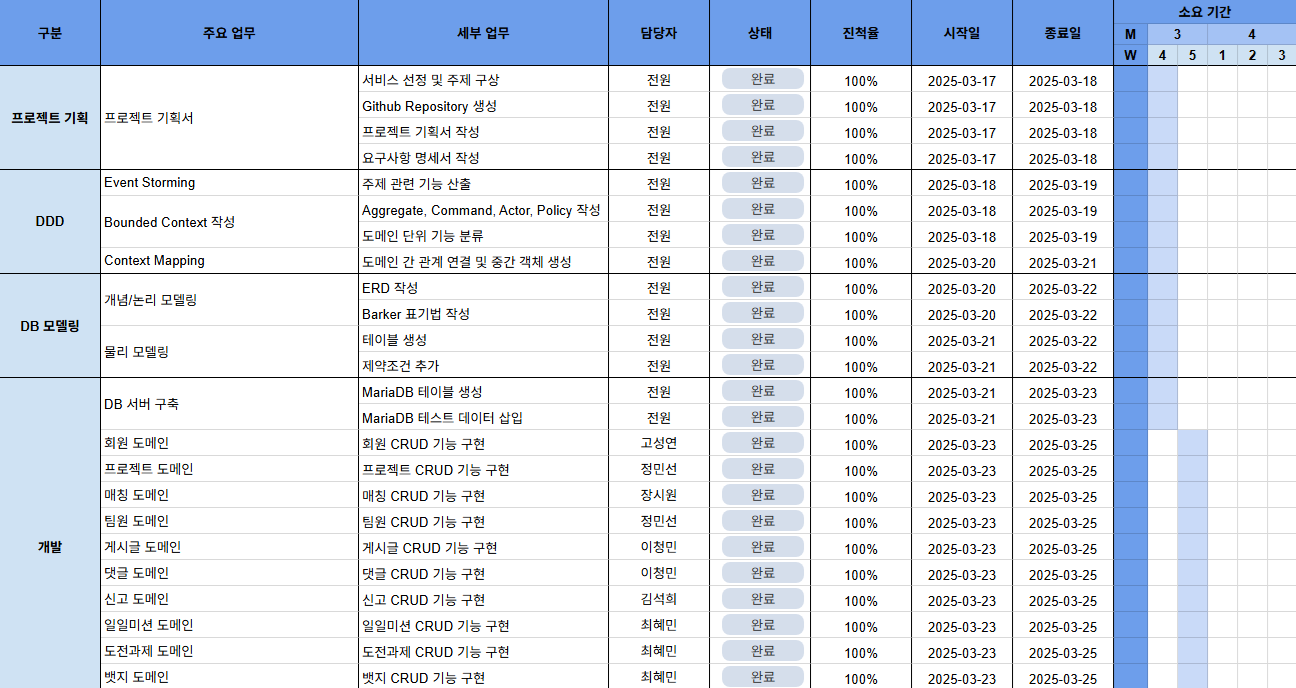 구분 주요 업무 세부 업무 담당자 상태 진척율 시작일 종료일 소요 기간
M 3 4
W 4 5 1 2 3
프로젝트 기획 프로젝트 기획서 서비스 선정 및 주제 구상 전원 완료 100% 2025-03-17 2025-03-18
Github Repository 생성 전원 완료 100% 2025-03-17 2025-03-18
프로젝트 기획서 작성 전원 완료 100% 2025-03-17 2025-03-18
요구사항 명세서 작성 전원 완료 100% 2025-03-17 2025-03-18
DDD Event Storming 주제 관련 기능 산출 전원 완료 100% 2025-03-18 2025-03-19
Bounded Context 작성 Aggregate, Command, Actor, Policy 작성 전원 완료 100% 2025-03-18 2025-03-19
도메인 단위 기능 분류 전원 완료 100% 2025-03-18 2025-03-19
Context Mapping 도메인 간 관계 연결 및 중간 객체 생성 전원 완료 100% 2025-03-20 2025-03-21
DB 모델링 개념/논리 모델링 ERD 작성 전원 완료 100% 2025-03-20 2025-03-22
Barker 표기법 작성 전원 완료 100% 2025-03-20 2025-03-22
물리 모델링 테이블 생성 전원 완료 100% 2025-03-21 2025-03-22
제약조건 추가 전원 완료 100% 2025-03-21 2025-03-22
개발 DB 서버 구축 MariaDB 테이블 생성 전원 완료 100% 2025-03-21 2025-03-23
MariaDB 테스트 데이터 삽입 전원 완료 100% 2025-03-21 2025-03-23
회원 도메인 회원 CRUD 기능 구현 고성연 완료 100% 2025-03-23 2025-03-25
프로젝트 도메인 프로젝트 CRUD 기능 구현 정민선 완료 100% 2025-03-23 2025-03-25
매칭 도메인 매칭 CRUD 기능 구현 장시원 완료 100% 2025-03-23 2025-03-25
팀원 도메인 팀원 CRUD 기능 구현 정민선 완료 100% 2025-03-23 2025-03-25
게시글 도메인 게시글 CRUD 기능 구현 이청민 완료 100% 2025-03-23 2025-03-25
댓글 도메인 댓글 CRUD 기능 구현 이청민 완료 100% 2025-03-23 2025-03-25
신고 도메인 신고 CRUD 기능 구현 김석희 완료 100% 2025-03-23 2025-03-25
일일미션 도메인 일일미션 CRUD 기능 구현 최혜민 완료 100% 2025-03-23 2025-03-25
도전과제 도메인 도전과제 CRUD 기능 구현 최혜민 완료 100% 2025-03-23 2025-03-25
뱃지 도메인 뱃지 CRUD 기능 구현 최혜민 완료 100% 2025-03-23 2025-03-25